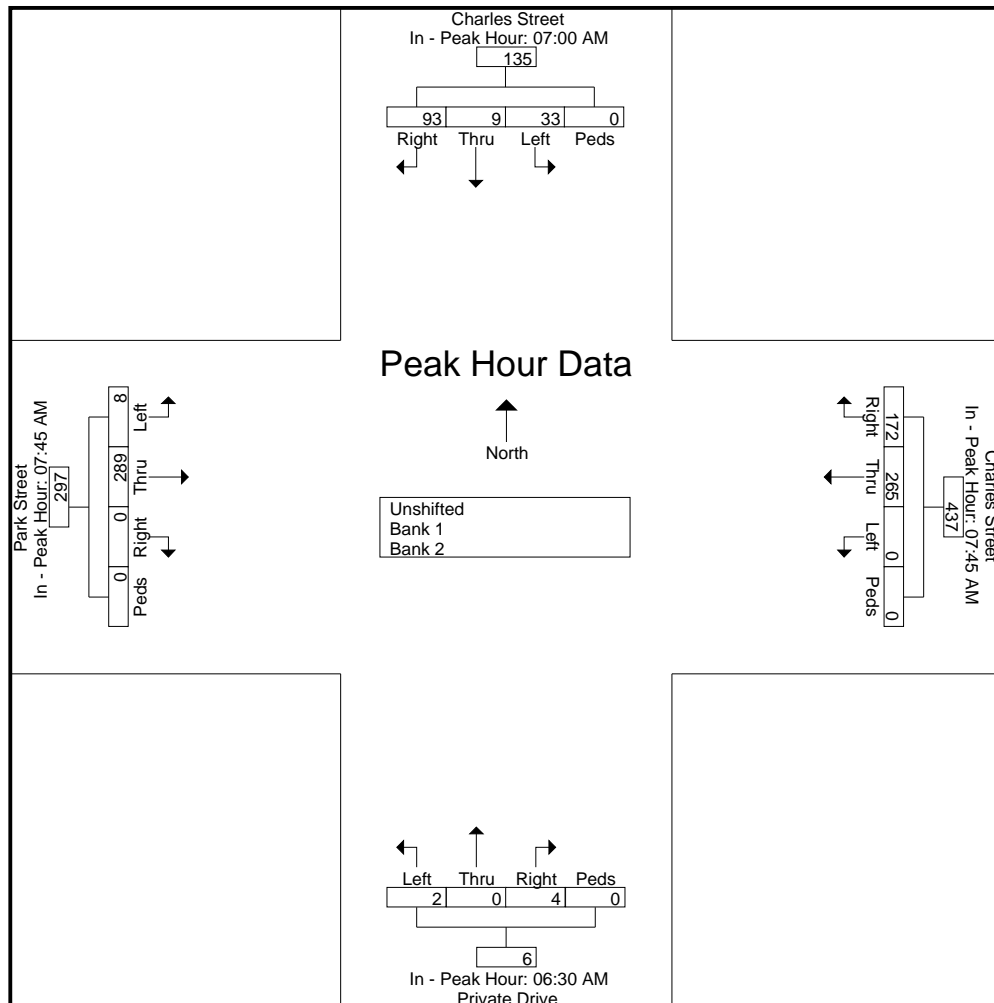 Charles Street
In - Peak Hour: 07:00 AM
135
93 9 33 0
Right Thru Left Peds
Peak Hour Data
North
Unshifted
Bank 1
Bank 2
Park Street
In - Peak Hour: 07:45 AM
297
8 289 0 0
Left Thru Right Peds
Charles Street
In - Peak Hour: 07:45 AM
437
172 265 0 0
Right Thru Left Peds
Left Thru Right Peds
2 0 4 0
6
In - Peak Hour: 06:30 AM
Private Drive